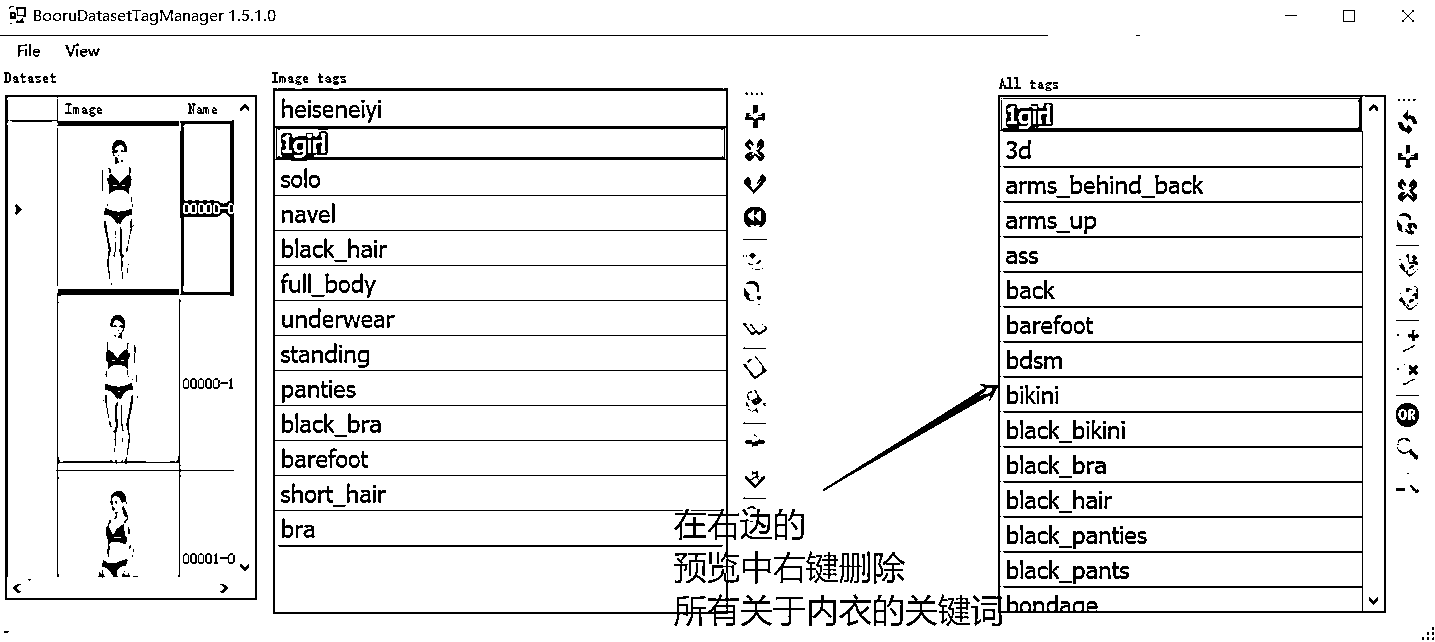 BooruDatasetTagManager 1.5.1.0
File View
Dataset
Image Name
00000-0
00000-1
00001-0
Image tags
heiseneiyi
1girl
solo
navel
black_hair
full_body
underwear
standing
panties
black_bra
barefoot
short_hair
bra
在右边的
预览中右键删除
所有关于内衣的关键词
All tags
1girl
3d
arms_behind_back
arms_up
ass
back
barefoot
bdsm
bikini
black_bikini
black_bra
black_hair
black_panties
black_pants
bondage
OR